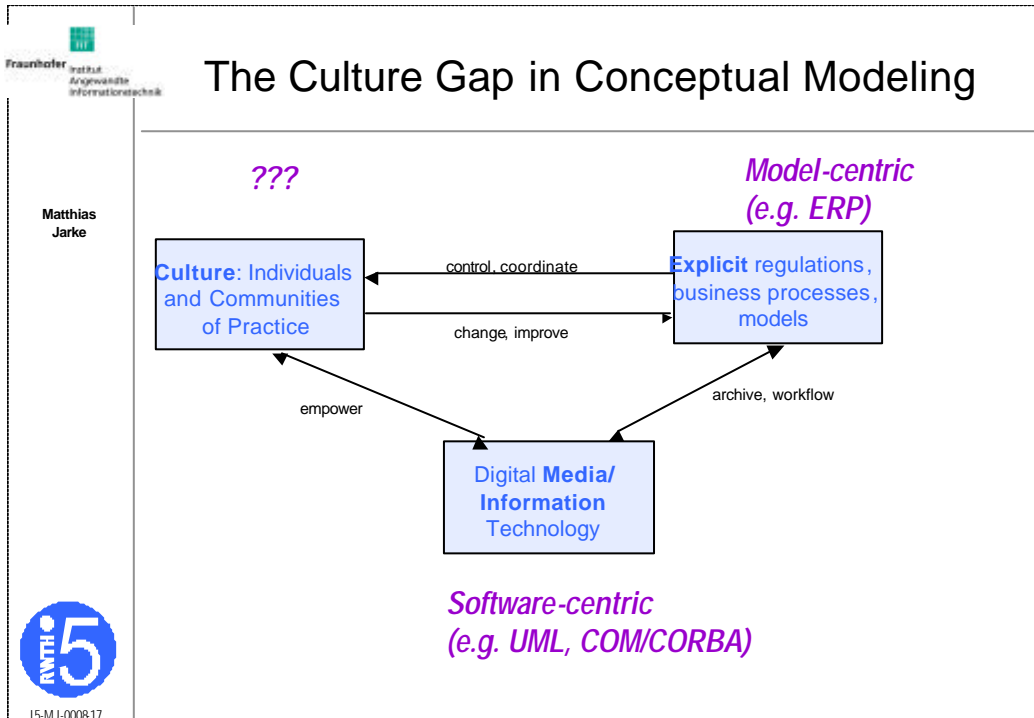 Fraunhofer
Institut
Angewandte
Informationstechnik
The Culture Gap in Conceptual Modeling
Matthias
Jarke
???
Model-centric
(e.g. ERP)
Culture: Individuals
and Communities
of Practice
control, coordinate
change, improve
Explicit regulations,
business processes,
models
empower
archive, workflow
Digital Media/
Information
Technology
Software-centric
(e.g. UML, COM/CORBA)
RWTH i5
I5-MJ-0008-17